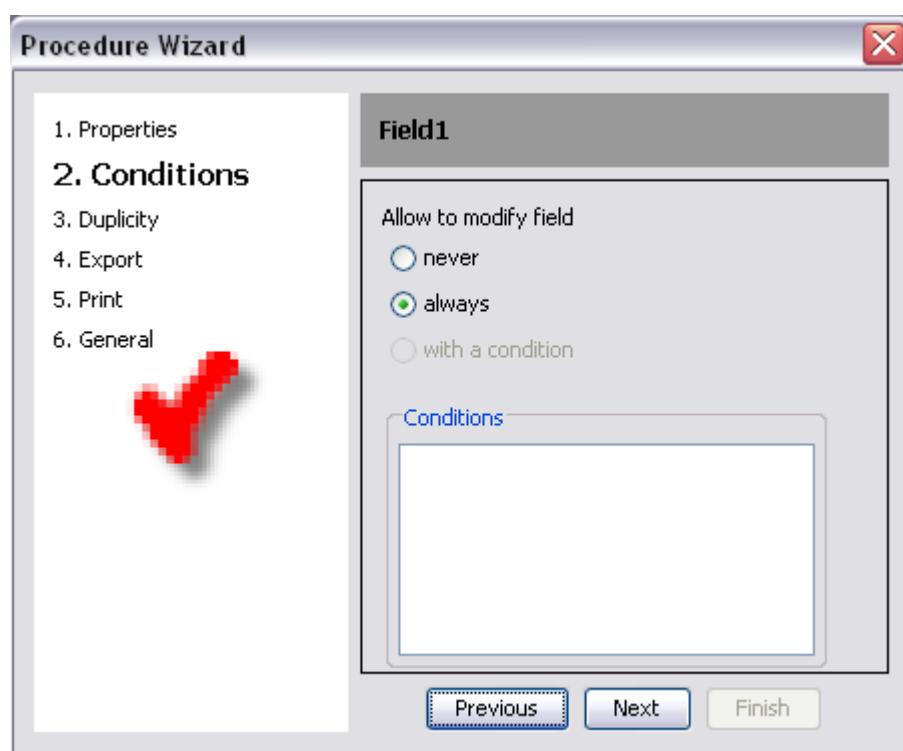 Procedure Wizard
1. Properties
2. Conditions
3. Duplicity
4. Export
5. Print
6. General
Field1
Allow to modify field
never
always
with a condition
Conditions
Previous Next Finish